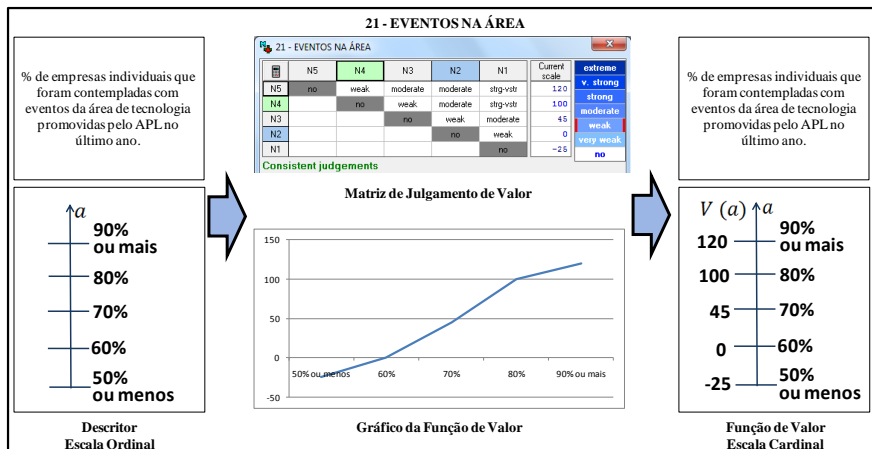 21 - EVENTOS NA ÁREA
% de empresas individuais que
foram contempladas com
eventos da área de tecnologia
promovidas pelo APL no
último ano.
a
90%
ou mais
80%
70%
60%
50%
ou menos
Descritor
Escala Ordinal
21 - EVENTOS NA ÁREA
N5 N4 N3 N2 N1 Current scale
N5 no weak moderate moderate strg-vstr 120
N4 no weak moderate strg-vstr 100
N3 no weak moderate 45
N2 no weak 0
N1 no -25
Consistent judgements
extreme
v. strong
strong
moderate
weak
very weak
no
Matriz de Julgamento de Valor
150
100
50
0
-50
50% ou menos 60% 70% 80% 90% ou mais
Gráfico da Função de Valor
% de empresas individuais que
foram contempladas com
eventos da área de tecnologia
promovidas pelo APL no
último ano.
V (a) a
120 90%
ou mais
100 80%
45 70%
0 60%
-25 50%
ou menos
Função de Valor
Escala Cardinal